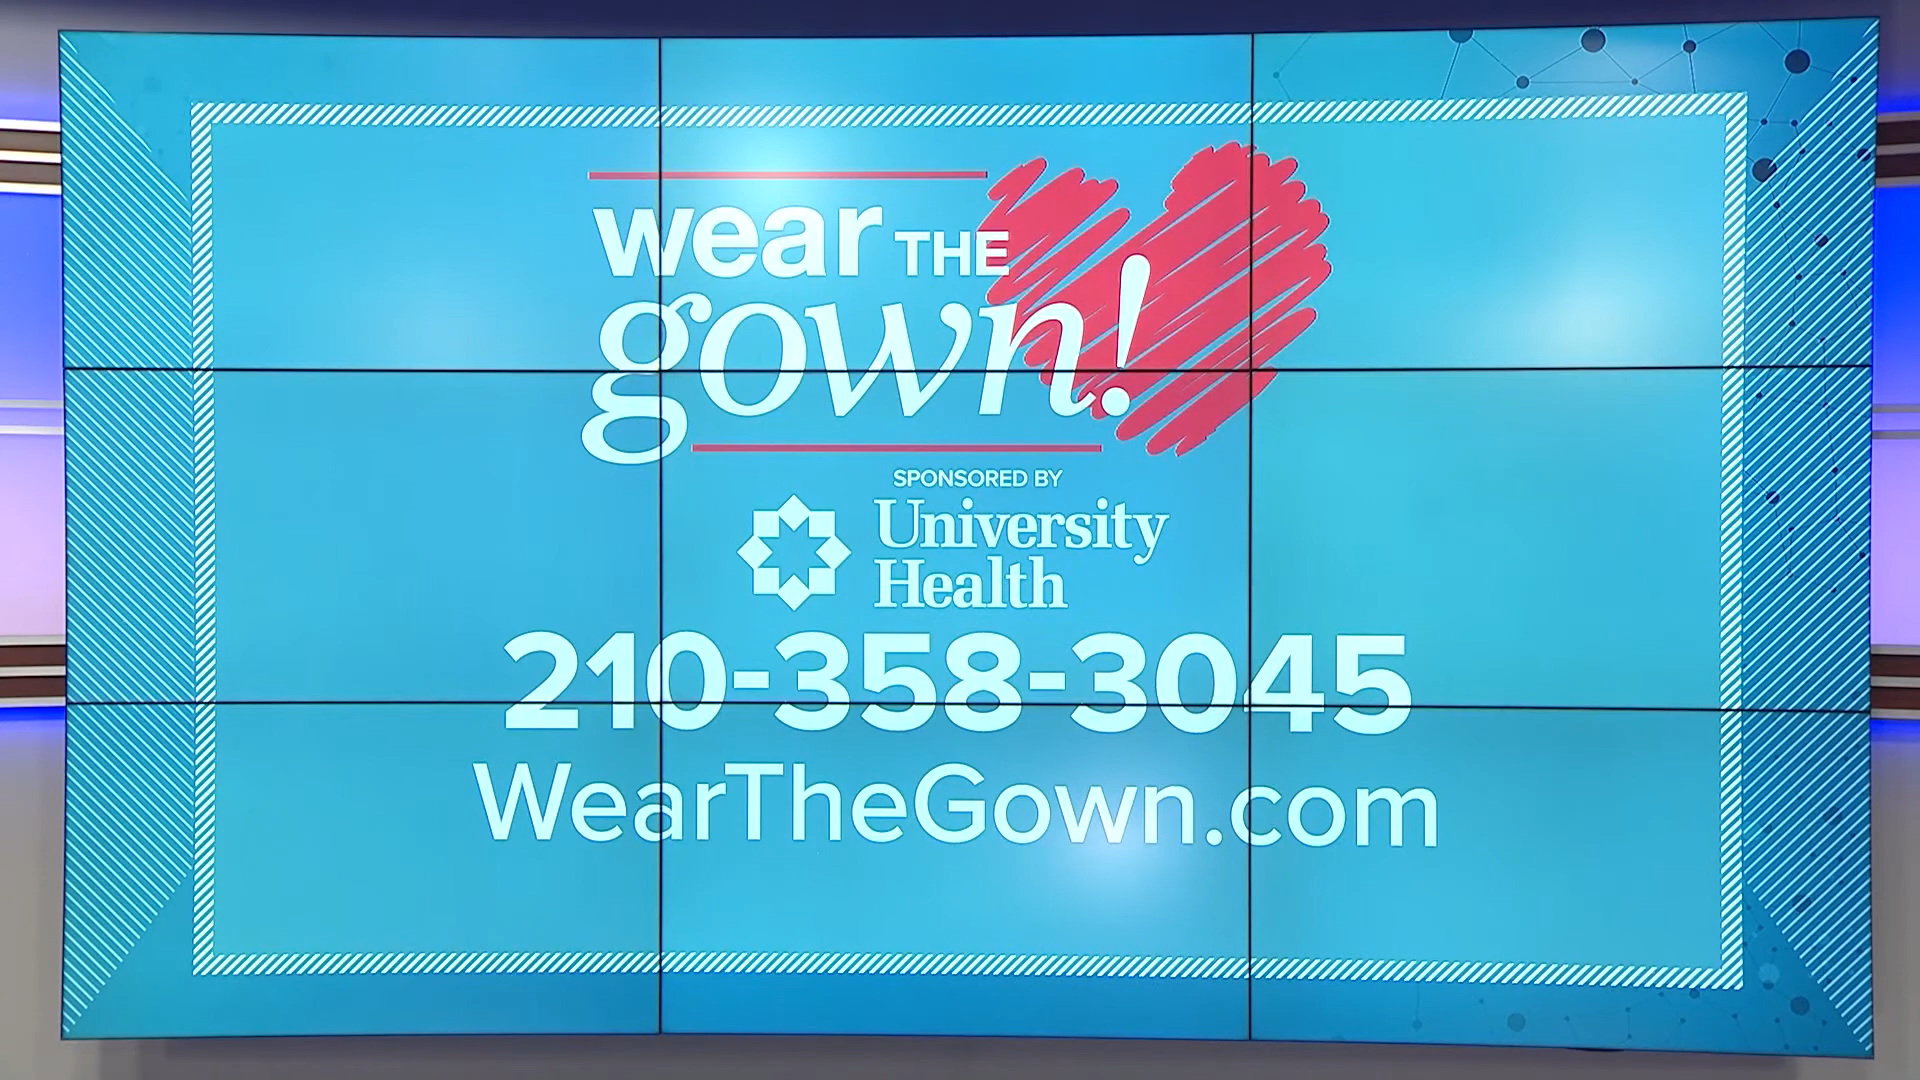 wear THE
gown!
SPONSORED BY
University
Health
210-358-3045
WearTheGown.com